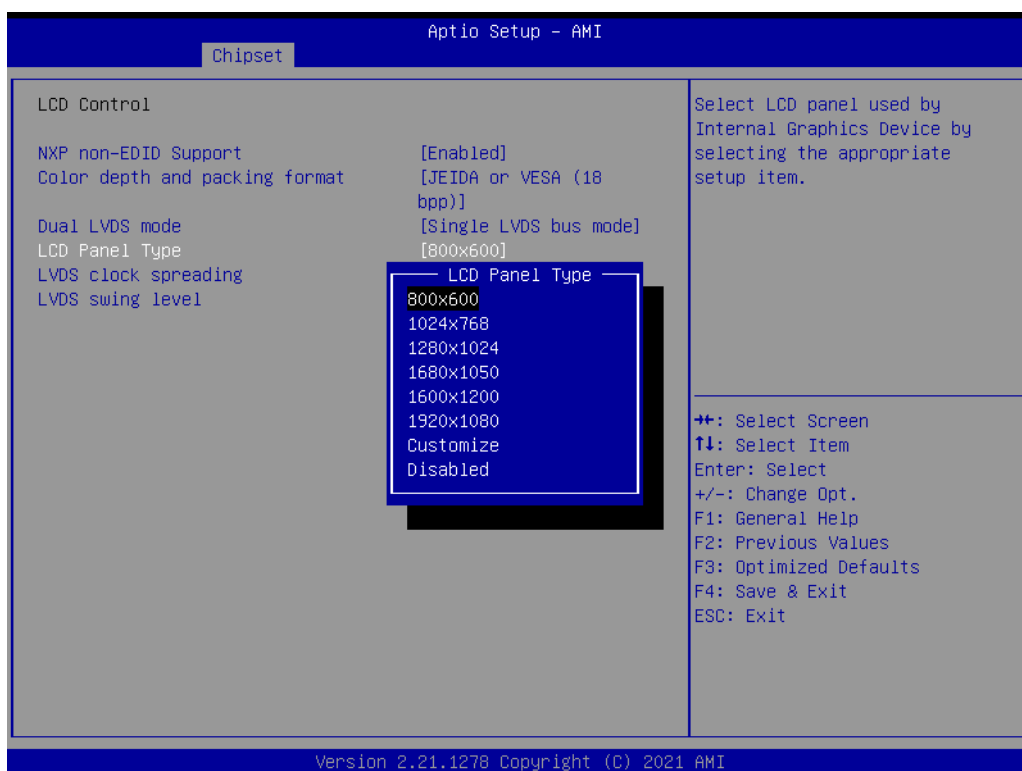 Aptio Setup – AMI
Chipset
LCD Control
NXP non-EDID Support [Enabled]
Color depth and packing format [JEIDA or VESA (18
bpp)]
Dual LVDS mode [Single LVDS bus mode]
LCD Panel Type [800x600]
LVDS clock spreading
LVDS swing level
LCD Panel Type
800x600
1024x768
1280x1024
1680x1050
1600x1200
1920x1080
Customize
Disabled
Select LCD panel used by
Internal Graphics Device by
selecting the appropriate
setup item.
→←: Select Screen
↑↓: Select Item
Enter: Select
+/-: Change Opt.
F1: General Help
F2: Previous Values
F3: Optimized Defaults
F4: Save & Exit
ESC: Exit
Version 2.21.1278 Copyright (C) 2021 AMI